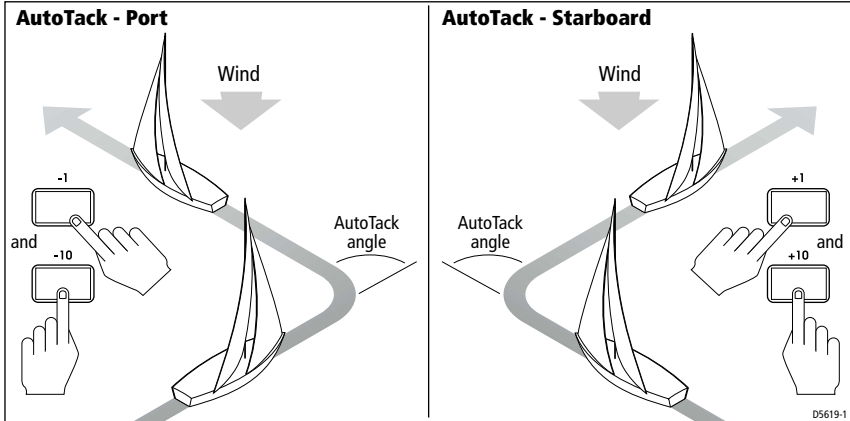 AutoTack - Port
Wind
-1
and
-10
AutoTack
angle
AutoTack - Starboard
Wind
AutoTack
angle
+1
and
+10
D5619-1